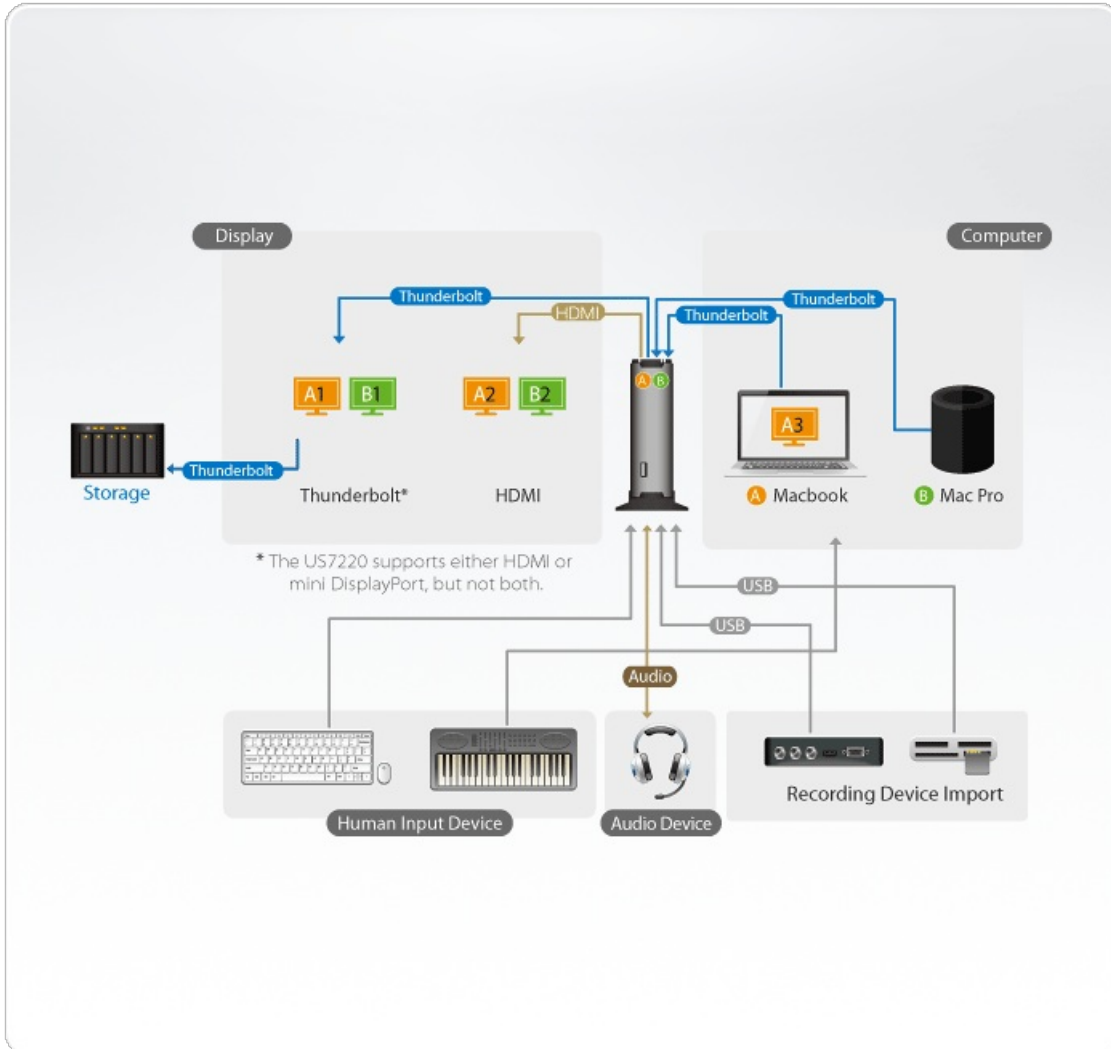 Display
Computer
Thunderbolt
Thunderbolt
HDMI
Thunderbolt
A B
A1 B1 A2 B2
A3
Thunderbolt
Storage
Thunderbolt*
HDMI
A Macbook
B Mac Pro
* The US7220 supports either HDMI or
mini DisplayPort, but not both.
USB
USB
Audio
Recording Device Import
Human Input Device
Audio Device